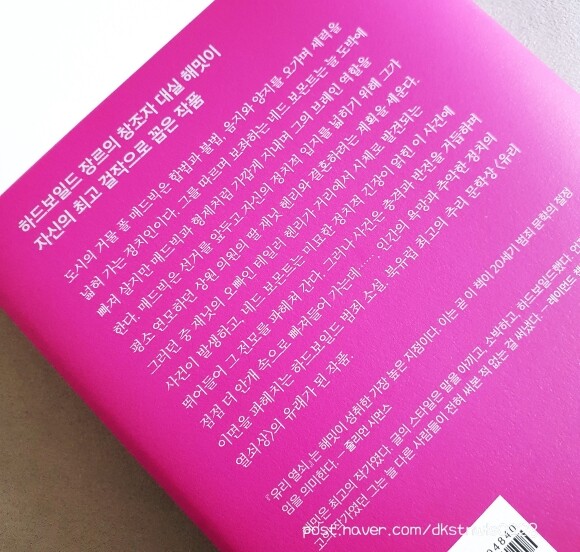 하드보일드 장르의 창조자 대실 해밋이
자신의 최고 걸작으로 꼽은 작품
도시의 거물 폴 매드빅은 합법과 불법, 음지와 양지를 오가며 세력을
넓혀 가는 정치인이다. 그를 따르며 보좌하는 네드 보몬트는 늘 도박에
빠져 살지만 매드빅과 형제처럼 가깝게 지내며 그의 브레인 역할을
한다. 매드빅은 선거를 앞두고 자신의 정치적 입지를 넓히기 위해 그가
평소 연모하던 상원 의원의 딸 재닛 헨리와 결혼하려는 계획을 세운다.
그러던 중 재닛의 오빠인 테일러 헨리가 거리에서 시체로 발견되는
사건이 발생하고, 네드 보몬트는 미묘한 정치적 긴장이 얽힌 이 사건에
뛰어들어 그 전모를 파헤쳐 간다. 그러나 사건은 충격과 반전을 거듭하며
점점 더 안개 속으로 빠져들어 가는데…… 인간의 욕망과 추악한 정치의
이면을 파헤치는 하드보일드 범죄 소설. 북유럽 최고의 추리 문학상 〈유리
열쇠상〉의 유래가 된 작품.
『유리 열쇠』는 해밋이 성취한 가장 높은 지점이다. 이는 곧 이 책이 20세기 범죄 문학의 절정
임을 의미한다. – 줄리언 시먼스
해밋은 최고의 작가였다. 글의 스타일은 말을 아끼고, 소박하고, 하드보일드했다.
그는 늘 다른 사람들이 전혀 써본 적 없는 걸 써냈다. – 레이먼드
04840
post.naver.com/